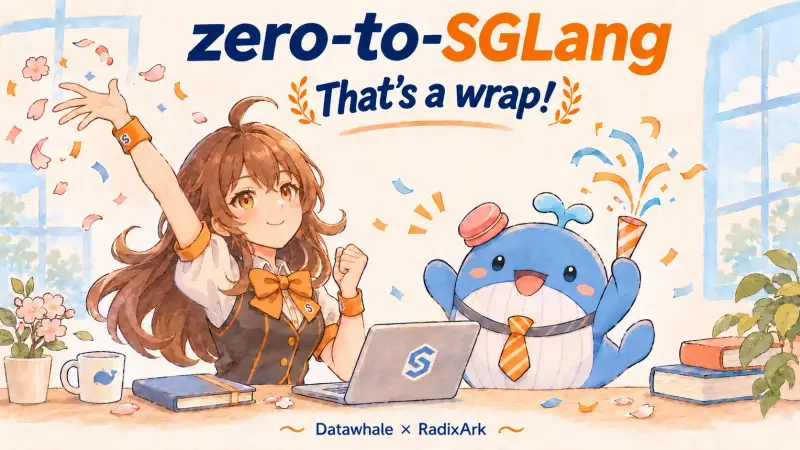 zero-to-SGLang
That's a wrap!
S
S
S
Datawhale × RadixArk